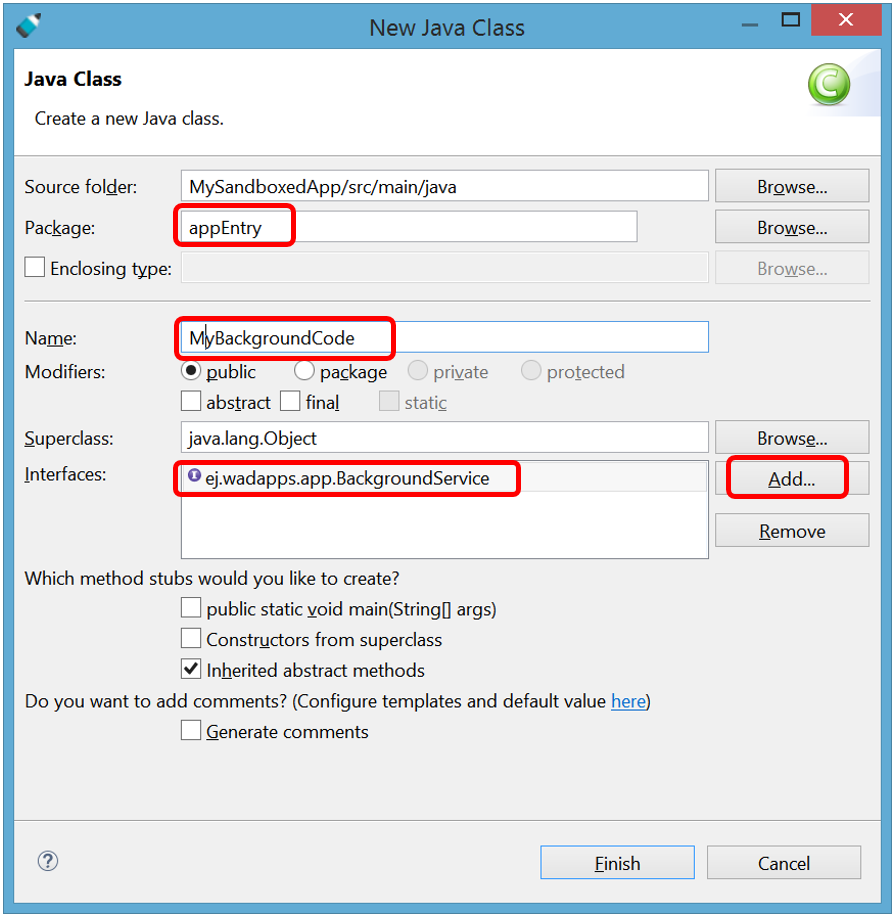 New Java Class
Java Class
Create a new Java class.
Source folder: MySandboxedApp/src/main/java Browse...
Package: appEntry Browse...
Enclosing type: Browse...
Name: MyBackgroundCode
Modifiers: public package private protected
abstract final static
Superclass: java.lang.Object Browse...
Interfaces: ej.wadapps.app.BackgroundService Add...
Remove
Which method stubs would you like to create?
public static void main(String[] args)
Constructors from superclass
Inherited abstract methods
Do you want to add comments? (Configure templates and default value here)
Generate comments
Finish Cancel